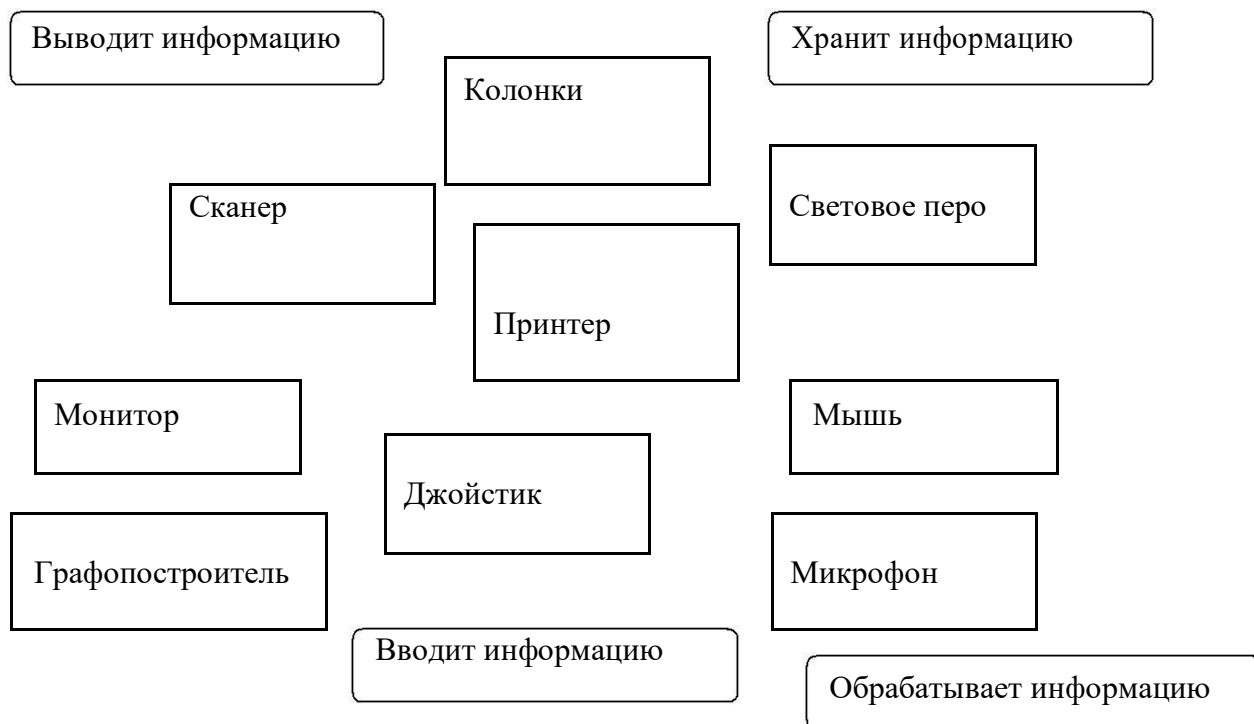 Выводит информацию
Хранит информацию
Колонки
Сканер
Световое перо
Принтер
Монитор
Мышь
Джойстик
Графопостроитель
Микрофон
Вводит информацию
Обрабатывает информацию